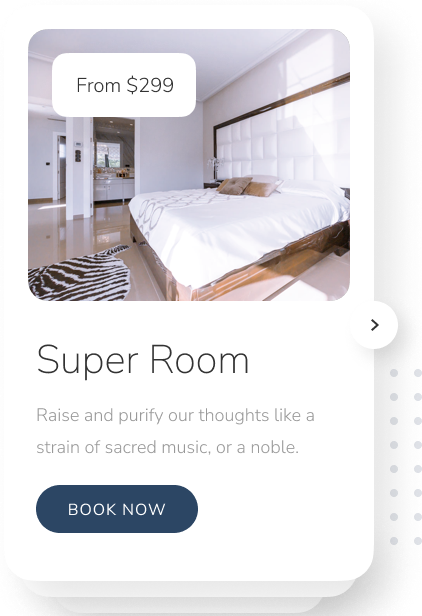 From $299
Super Room
Raise and purify our thoughts like a
strain of sacred music, or a noble.
BOOK NOW